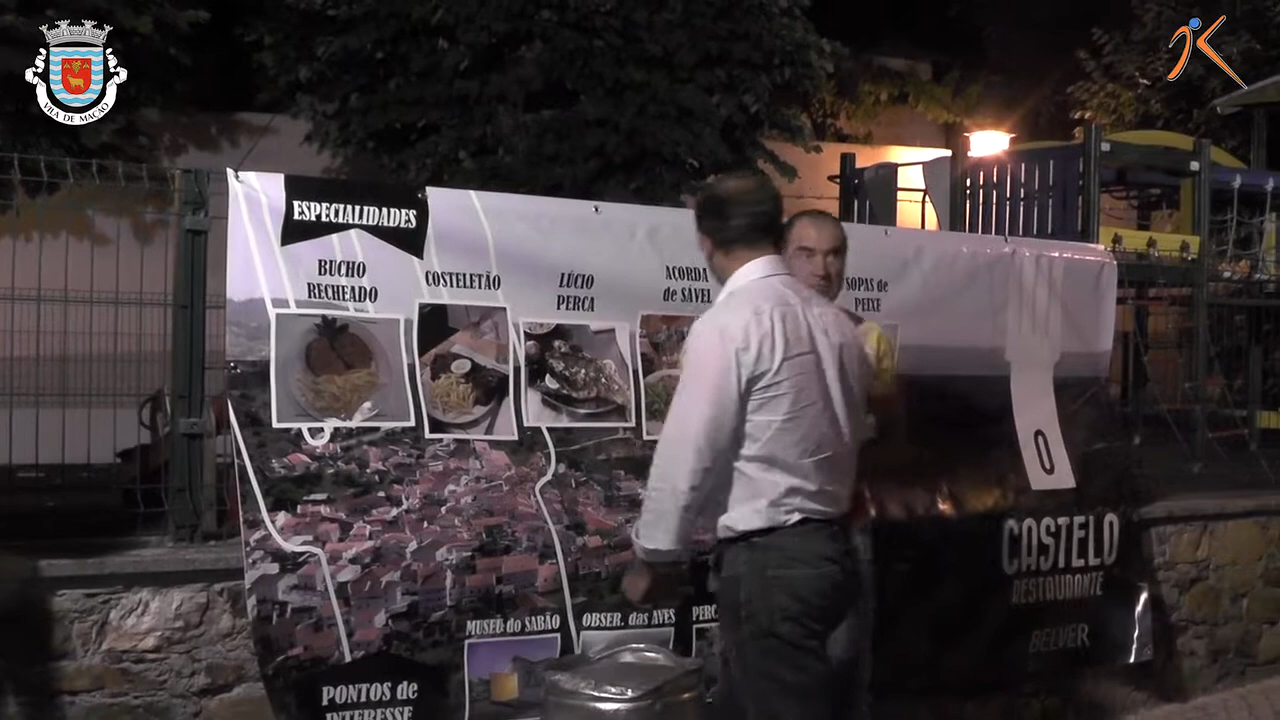 VILA DE MAÇÃO
ESPECIALIDADES
BUCHO
RECHEADO
COSTELETÃO
LÚCIO
PERCA
ACORDA
de SÁVEL
SOPAS de
PEIXE
O
CASTELO
RESTAURANTE
BELVER
MUSEU do SABÃO
OBSER. das AVES
PERC
PONTOS de
INTERESSE